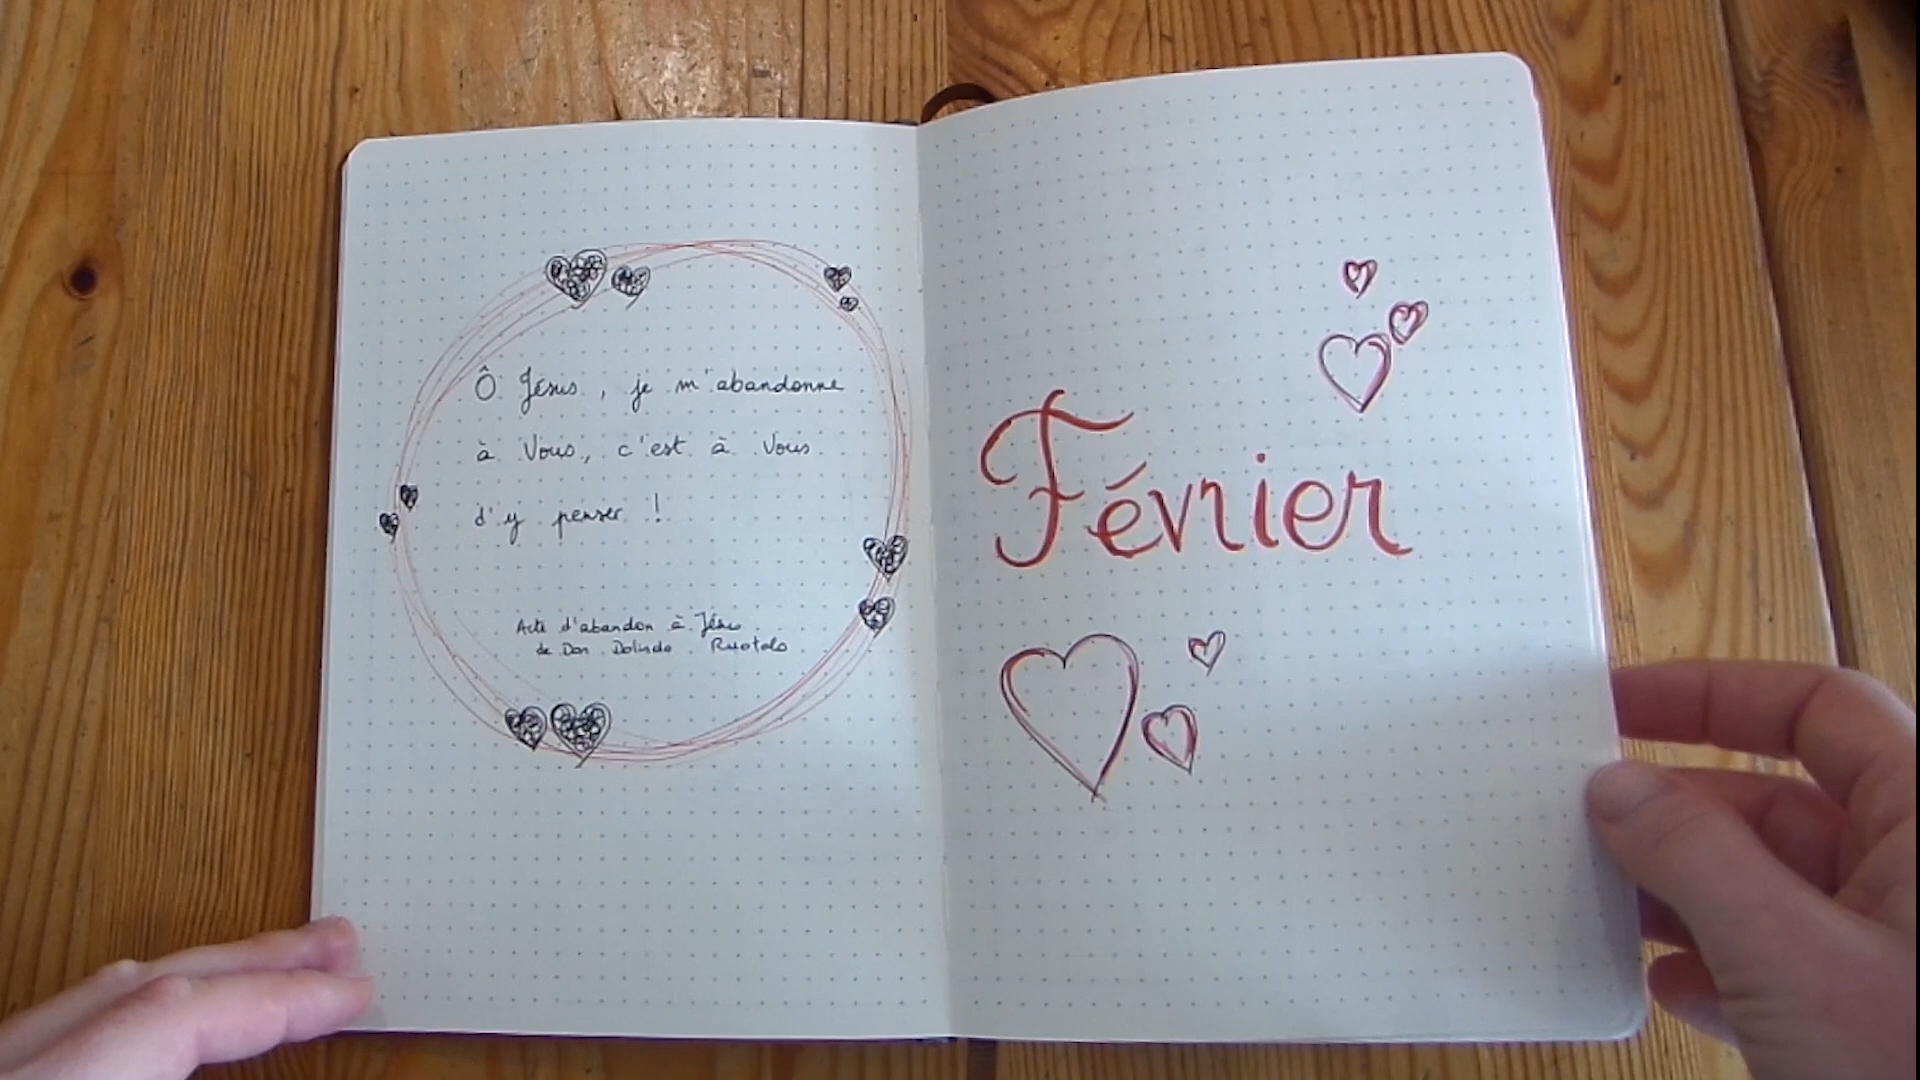 Ô Jésus, je m'abandonne
à Vous, c'est à Vous
d'y penser !
Acte d'abandon à Jésus
de Don Dolindo Ruotolo
Février